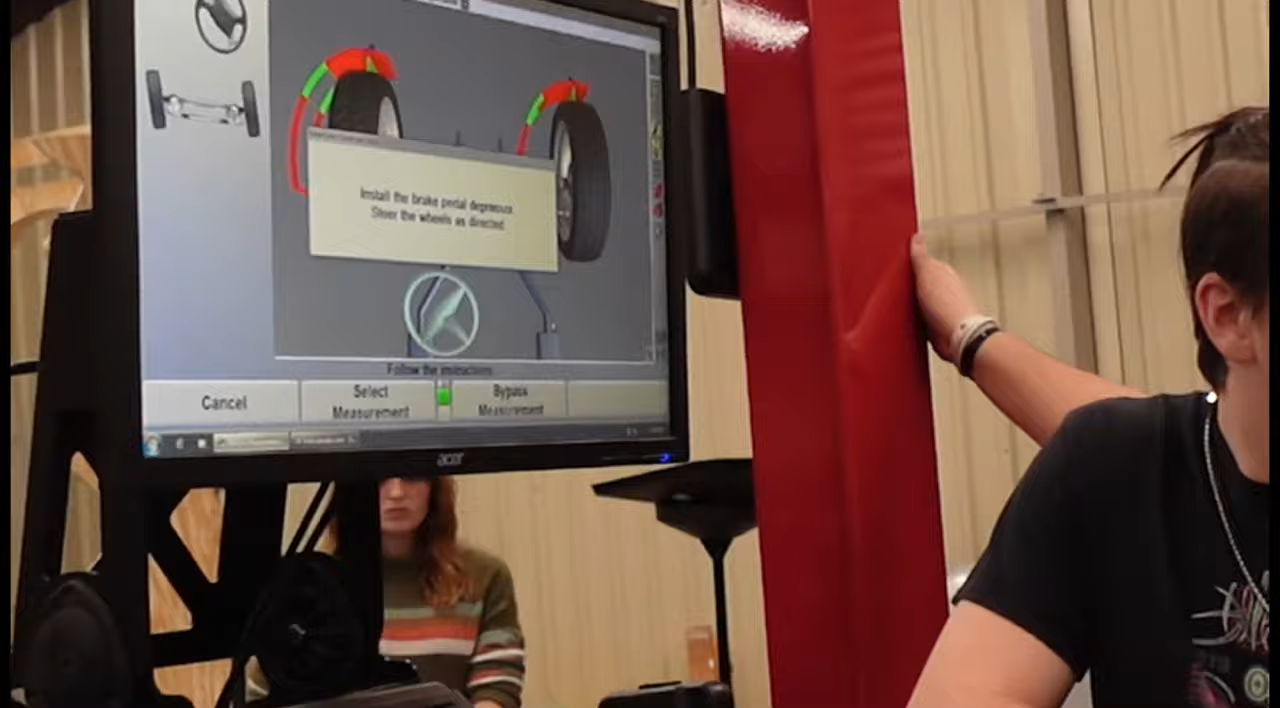 Install the brake pedal depressor.
Steer the wheels as directed.
Follow the instructions
Cancel
Select
Measurement
Bypass
Measurement
acer